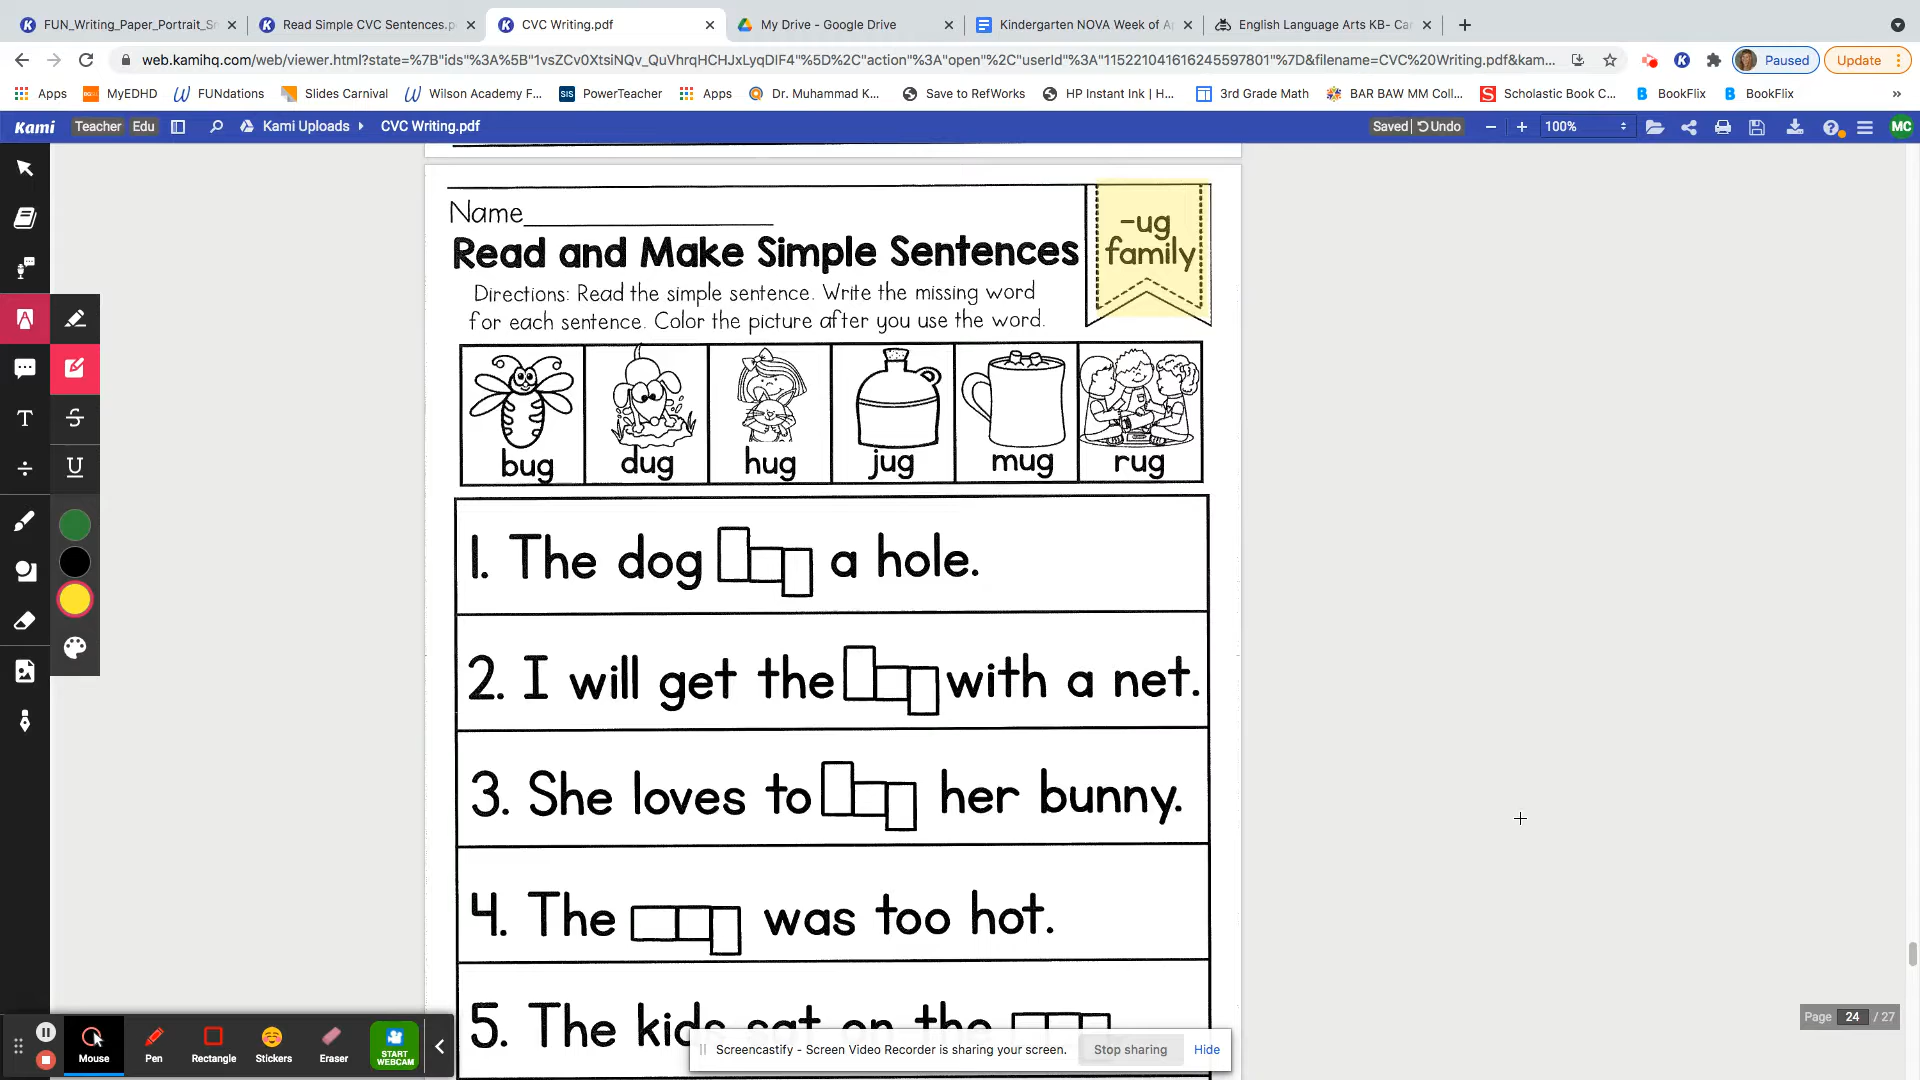 FUN_Writing_Paper_Portrait_S
Read Simple CVC Sentences.p
CVC Writing.pdf
My Drive - Google Drive
Kindergarten NOVA Week of A
English Language Arts KB- Ca
web.kamihq.com/web/viewer.html?state=%7B"ids"%3A%5B"1vsZCv0XtsiNQv_QuVhrqHCHJxLyqDIF4"%5D%2C"action"%3A"open"%2C"userId"%3A"115221041616245597801"%7D&filename=CVC%20Writing.pdf&kam...
Paused
Update
Apps
MyEDHD
FUNdations
Slides Carnival
Wilson Academy F...
PowerTeacher
Apps
Dr. Muhammad K...
Save to RefWorks
HP Instant Ink | H...
3rd Grade Math
BAR BAW MM Coll...
Scholastic Book C...
BookFlix
BookFlix
»
Kami
Teacher
Edu
Kami Uploads
CVC Writing.pdf
Saved
Undo
100%
MC
Name
-ug
family
Read and Make Simple Sentences
Directions: Read the simple sentence. Write the missing word
for each sentence. Color the picture after you use the word.
bug
dug
hug
jug
mug
rug
1. The dog a hole.
2. I will get the with a net.
3. She loves to her bunny.
4. The was too hot.
5. The kids sat on the
Page 24 / 27
Mouse
Pen
Rectangle
Stickers
Eraser
START
WEBCAM
Screencastify - Screen Video Recorder is sharing your screen.
Stop sharing
Hide